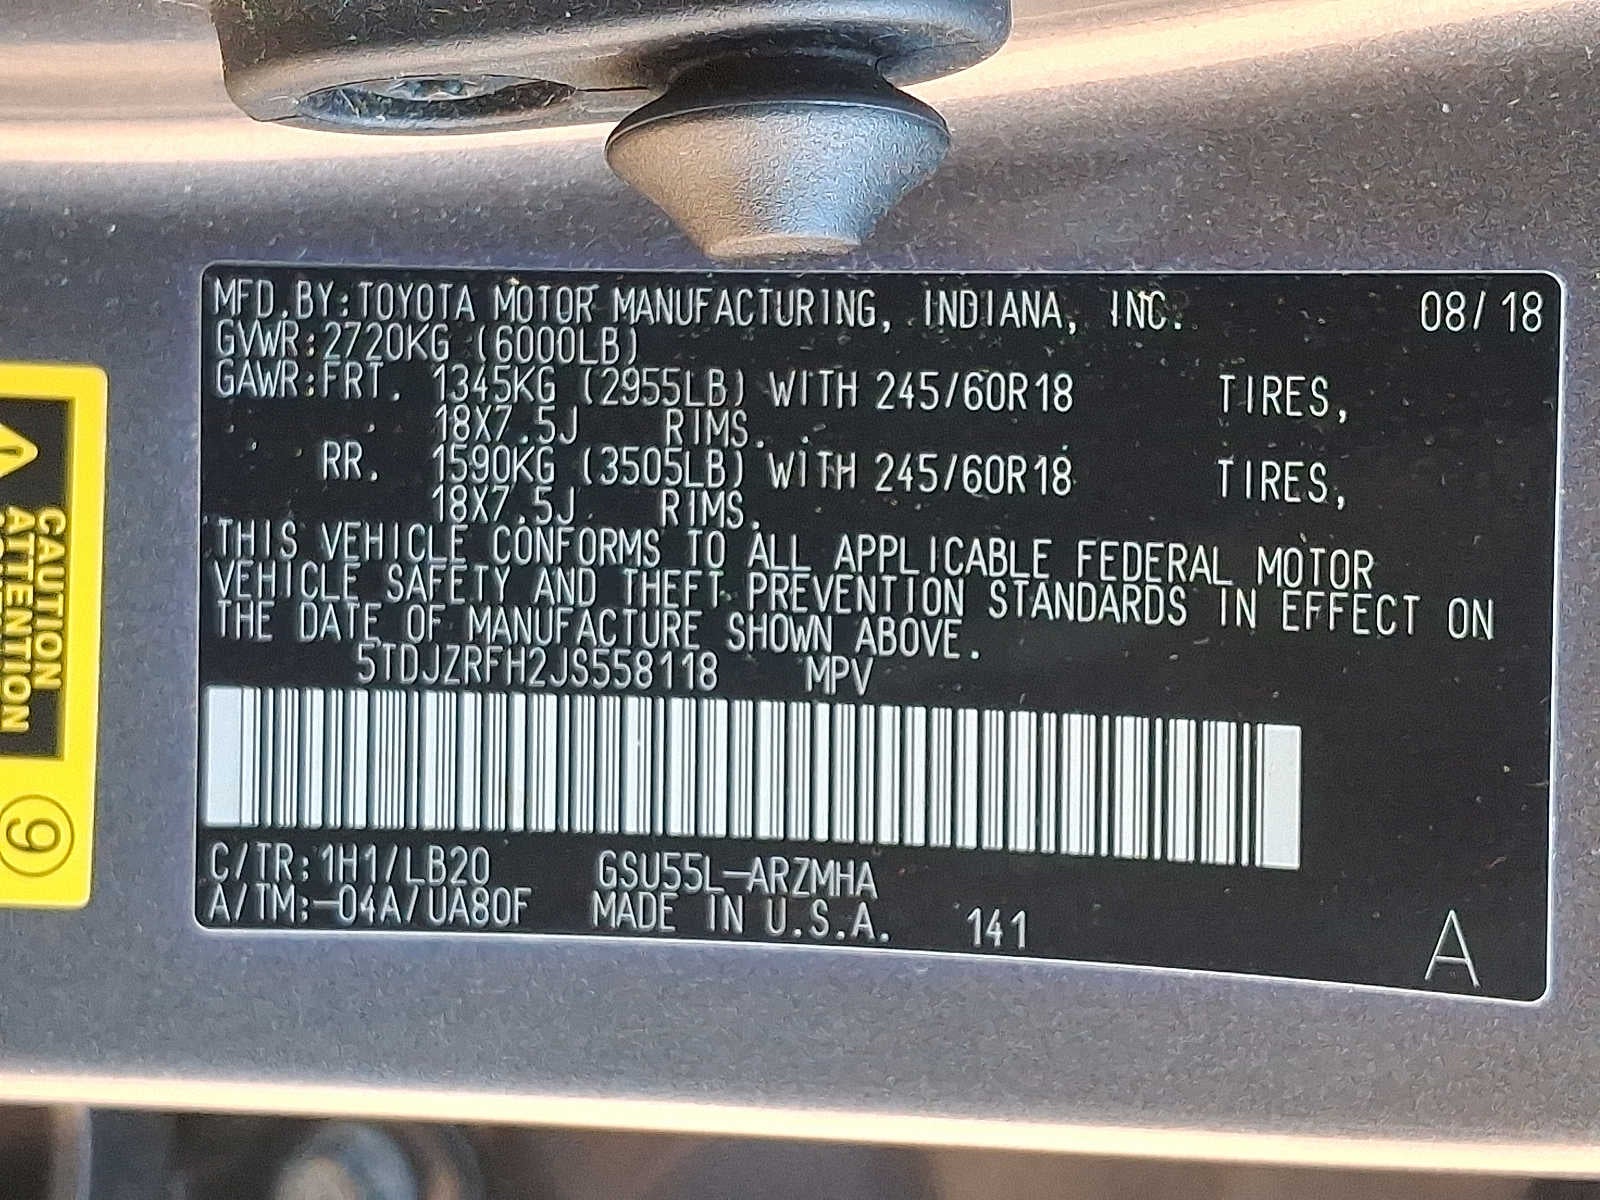 MFD.BY:TOYOTA MOTOR MANUFACTURING, INDIANA, INC. 08/18
GVWR:2720KG (6000LB)
GAWR:FRT. 1345KG (2955LB) WITH 245/60R18 TIRES,
18X7.5J RIMS.
RR. 1590KG (3505LB) WITH 245/60R18 TIRES,
18X7.5J RIMS.
THIS VEHICLE CONFORMS TO ALL APPLICABLE FEDERAL MOTOR
VEHICLE SAFETY AND THEFT PREVENTION STANDARDS IN EFFECT ON
THE DATE OF MANUFACTURE SHOWN ABOVE.
5TDJZRFH2JS558118 MPV
C/TR:1H1/LB20 GSU55L-ARZMHA
A/TM:-04A/UA80F MADE IN U.S.A. 141
A
CAUTION
ATTENTION
9